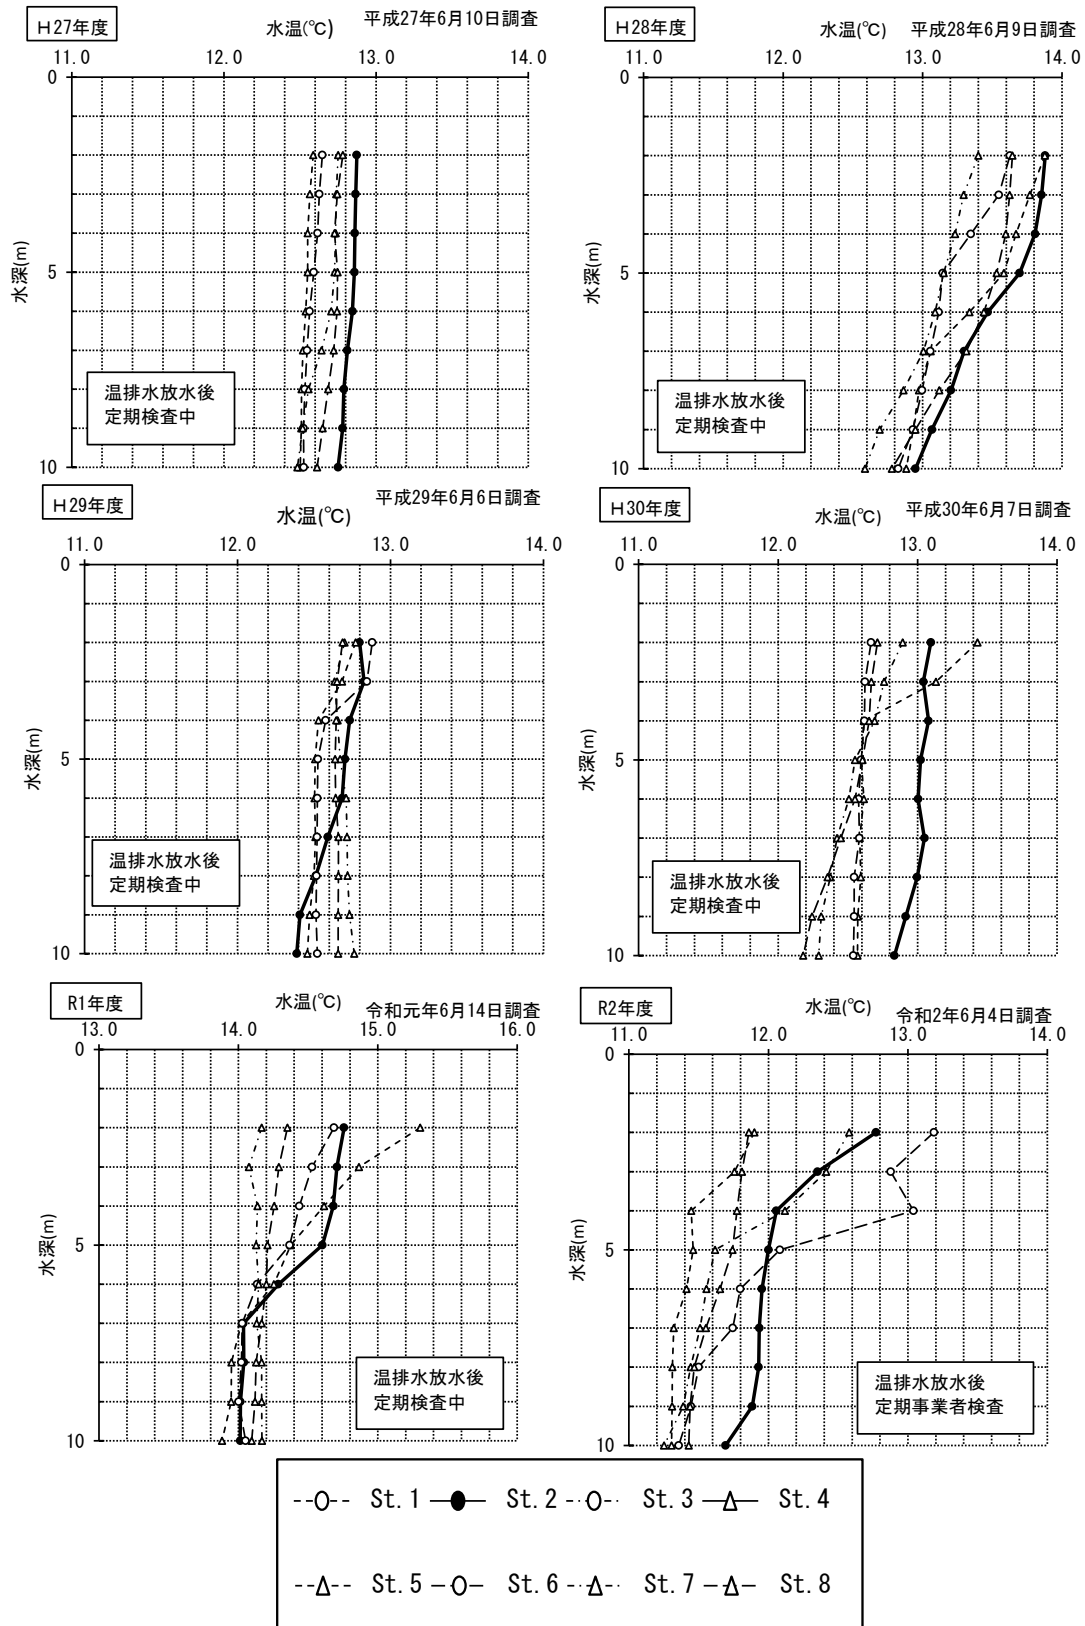 H27年度
水温(℃)
平成27年6月10日調査
11.0 12.0 13.0 14.0
0
5
10
水深(m)
温排水放水後
定期検査中
H28年度
水温(℃)
平成28年6月9日調査
11.0 12.0 13.0 14.0
0
5
10
水深(m)
温排水放水後
定期検査中
H29年度
水温(℃)
平成29年6月6日調査
11.0 12.0 13.0 14.0
0
5
10
水深(m)
温排水放水後
定期検査中
H30年度
水温(℃)
平成30年6月7日調査
11.0 12.0 13.0 14.0
0
5
10
水深(m)
温排水放水後
定期検査中
R1年度
水温(℃)
令和元年6月14日調査
13.0 14.0 15.0 16.0
0
5
10
水深(m)
温排水放水後
定期検査中
R2年度
水温(℃)
令和2年6月4日調査
11.0 12.0 13.0 14.0
0
5
10
水深(m)
温排水放水後
定期事業者検査
St.1 St.2 St.3 St.4
St.5 St.6 St.7 St.8